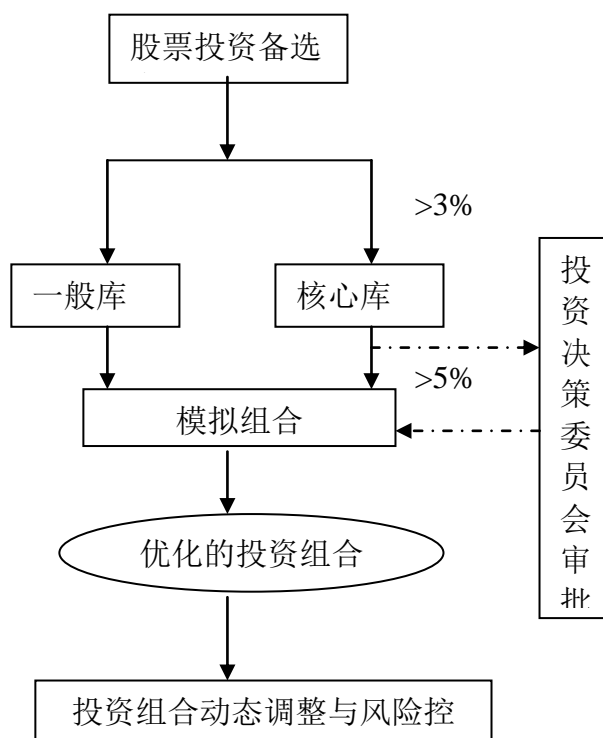 股票投资备选
>3%
一般库
核心库
投
资
决
策
委
员
会
审
批
>5%
模拟组合
优化的投资组合
投资组合动态调整与风险控